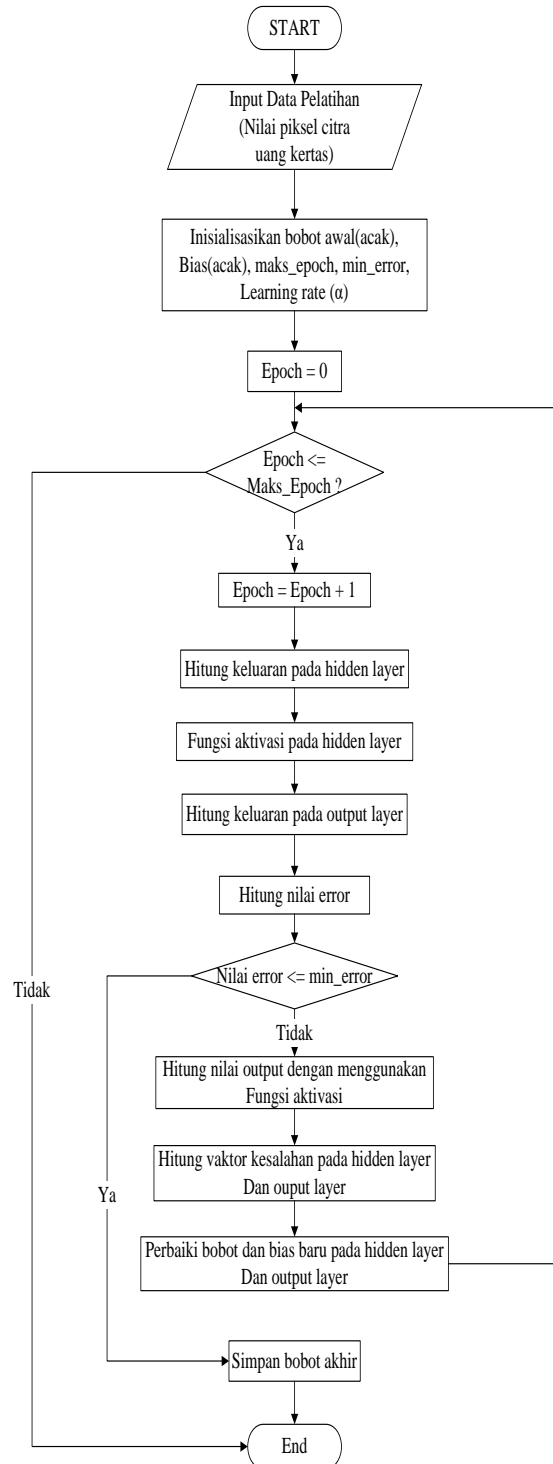 START
Input Data Pelatihan
(Nilai piksel citra
uang kertas)
Inisialisasikan bobot awal(acak),
Bias(acak), maks_epoch, min_error,
Learning rate (α)
Epoch = 0
Epoch <=
Maks_Epoch ?
Ya
Epoch = Epoch + 1
Hitung keluaran pada hidden layer
Fungsi aktivasi pada hidden layer
Hitung keluaran pada output layer
Hitung nilai error
Nilai error <= min_error
Tidak
Tidak
Hitung nilai output dengan menggunakan
Fungsi aktivasi
Hitung vaktor kesalahan pada hidden layer
Dan ouput layer
Ya
Perbaiki bobot dan bias baru pada hidden layer
Dan output layer
Simpan bobot akhir
End